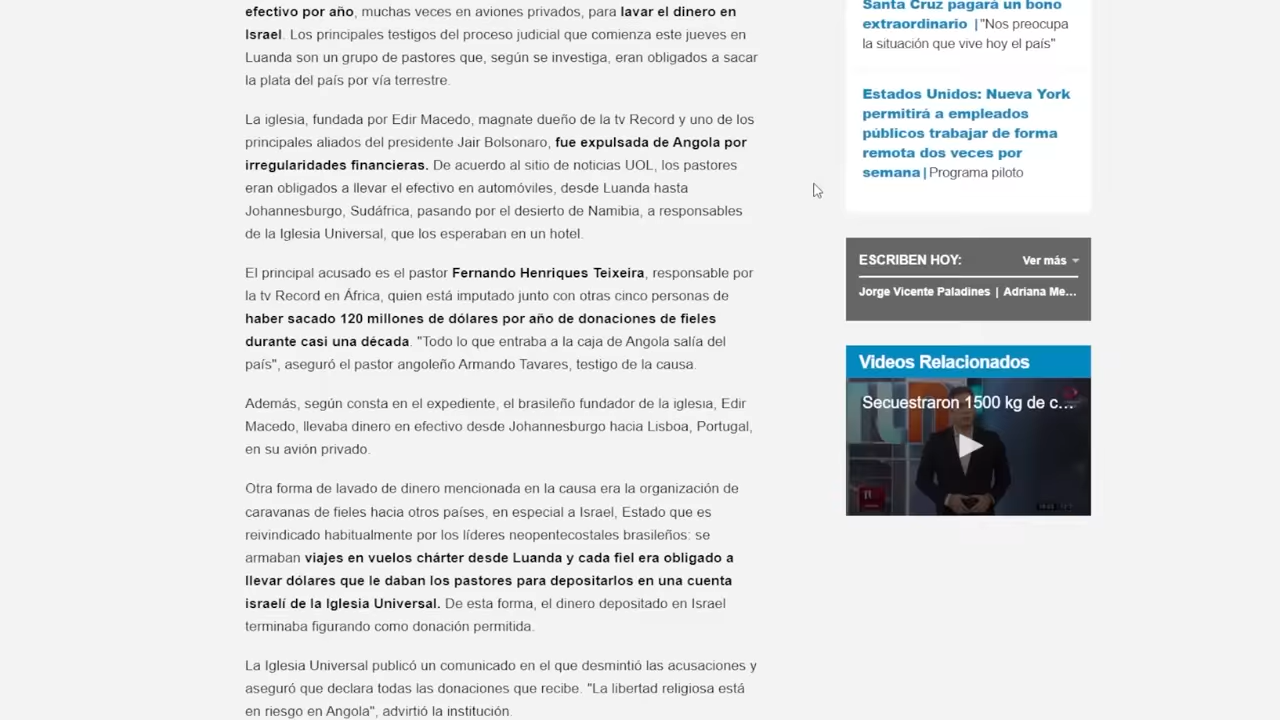 efectivo por año, muchas veces en aviones privados, para lavar el dinero en
Israel. Los principales testigos del proceso judicial que comienza este jueves en
Luanda son un grupo de pastores que, según se investiga, eran obligados a sacar
la plata del país por vía terrestre.
La iglesia, fundada por Edir Macedo, magnate dueño de la tv Record y uno de los
principales aliados del presidente Jair Bolsonaro, fue expulsada de Angola por
irregularidades financieras. De acuerdo al sitio de noticias UOL, los pastores
eran obligados a llevar el efectivo en automóviles, desde Luanda hasta
Johannesburgo, Sudáfrica, pasando por el desierto de Namibia, a responsables
de la Iglesia Universal, que los esperaban en un hotel.
El principal acusado es el pastor Fernando Henriques Teixeira, responsable por
la tv Record en África, quien está imputado junto con otras cinco personas de
haber sacado 120 millones de dólares por año de donaciones de fieles
durante casi una década. "Todo lo que entraba a la caja de Angola salía del
país", aseguró el pastor angoleño Armando Tavares, testigo de la causa.
Además, según consta en el expediente, el brasileño fundador de la iglesia, Edir
Macedo, llevaba dinero en efectivo desde Johannesburgo hacia Lisboa, Portugal,
en su avión privado.
Otra forma de lavado de dinero mencionada en la causa era la organización de
caravanas de fieles hacia otros países, en especial a Israel, Estado que es
reivindicado habitualmente por los líderes neopentecostales brasileños: se
armaban viajes en vuelos chárter desde Luanda y cada fiel era obligado a
llevar dólares que le daban los pastores para depositarlos en una cuenta
israelí de la Iglesia Universal. De esta forma, el dinero depositado en Israel
terminaba figurando como donación permitida.
La Iglesia Universal publicó un comunicado en el que desmintió las acusaciones y
aseguró que declara todas las donaciones que recibe. "La libertad religiosa está
en riesgo en Angola", advirtió la institución.
Santa Cruz pagará un bono
extraordinario | "Nos preocupa
la situación que vive hoy el país"
Estados Unidos: Nueva York
permitirá a empleados
públicos trabajar de forma
remota dos veces por
semana | Programa piloto
ESCRIBEN HOY: Ver más
Jorge Vicente Paladines | Adriana Me...
Videos Relacionados
Secuestraron 1500 kg de c...